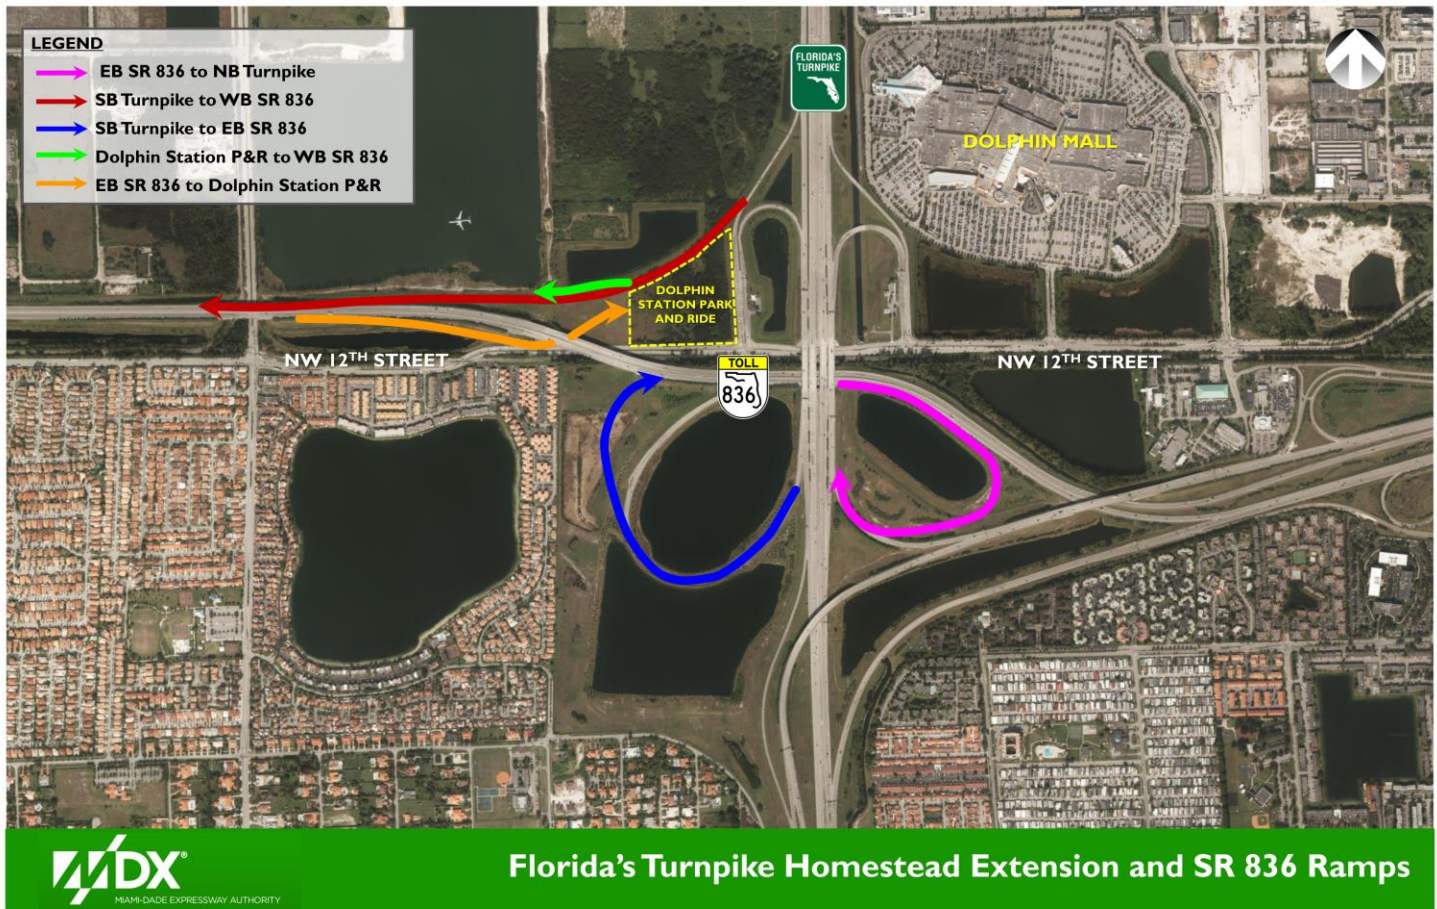 LEGEND
EB SR 836 to NB Turnpike
SB Turnpike to WB SR 836
SB Turnpike to EB SR 836
Dolphin Station P&R to WB SR 836
EB SR 836 to Dolphin Station P&R
FLORIDA'S
TURNPIKE
DOLPHIN MALL
DOLPHIN
STATION PARK
AND RIDE
NW 12TH STREET
TOLL
836
NW 12TH STREET
MDX®
MIAMI-DADE EXPRESSWAY AUTHORITY
Florida's Turnpike Homestead Extension and SR 836 Ramps